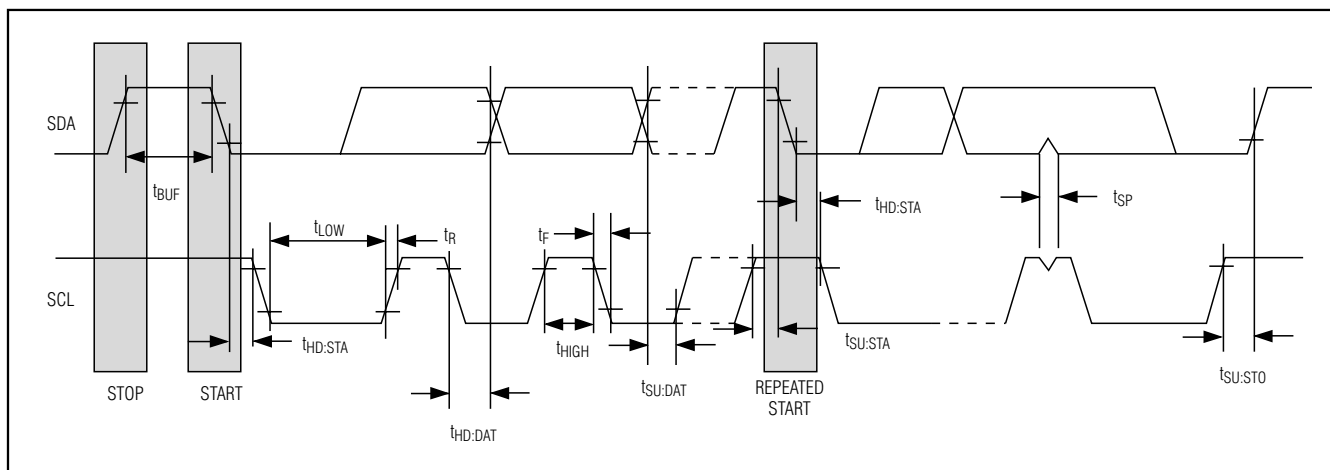 SDA
tBUF
tHD:STA
tSP
tLOW
tR
tF
SCL
tHD:STA
tHIGH
tSU:DAT
tSU:STA
tSU:STO
STOP
START
REPEATED
START
tHD:DAT